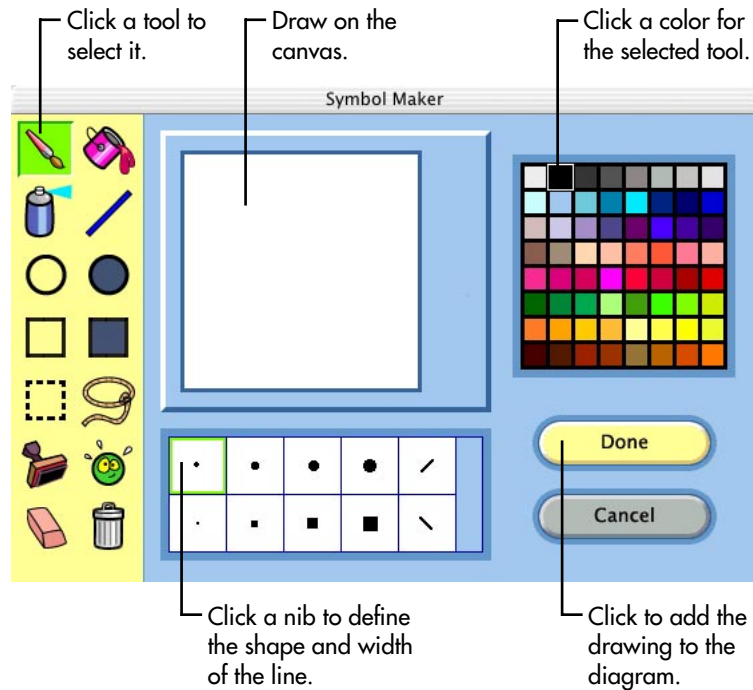 Click a tool to
select it.
Draw on the
canvas.
Click a color for
the selected tool.
Symbol Maker
Done
Cancel
Click a nib to define
the shape and width
of the line.
Click to add the
drawing to the
diagram.